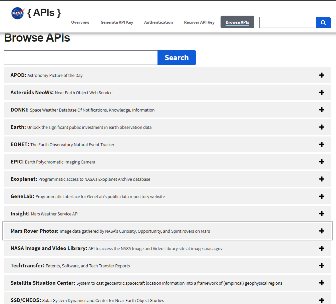 NASA { APIs }
Overview Generate API Key Authentication Recover API Key Browse APIs
Browse APIs
Search
APOD: Astronomy Picture of the Day +
Asteroids NeoWs: Near Earth Object Web Service +
DONKI: Space Weather Database Of Notifications, Knowledge, Information +
Earth: Unlock the significant public investment in earth observation data +
EONET: The Earth Observatory Natural Event Tracker +
EPIC: Earth Polychromatic Imaging Camera +
Exoplanet: Programmatic access to NASA's Exoplanet Archive database +
GeneLab: Programmatic interface for GeneLab's public data repository website +
Insight: Mars Weather Service API +
Mars Rover Photos: Image data gathered by NASA's Curiosity, Opportunity, and Spirit rovers on Mars +
NASA Image and Video Library: API to access the NASA Image and Video Library site at images.nasa.gov +
TechTransfer: Patents, Software, and Tech Transfer Reports +
Satellite Situation Center: System to cast geocentric spacecraft location information into a framework of (empirical) geophysical regions +
SSD/CNEOS: Solar System Dynamics and Center for Near-Earth Object Studies +